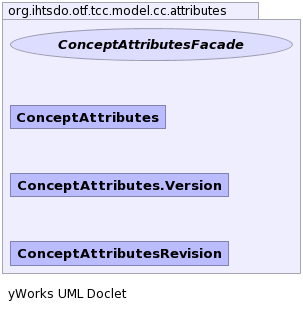 org.ihtsdo.otf.tcc.model.cc.attributes
ConceptAttributesFacade
ConceptAttributes
ConceptAttributes.Version
ConceptAttributesRevision
yWorks UML Doclet